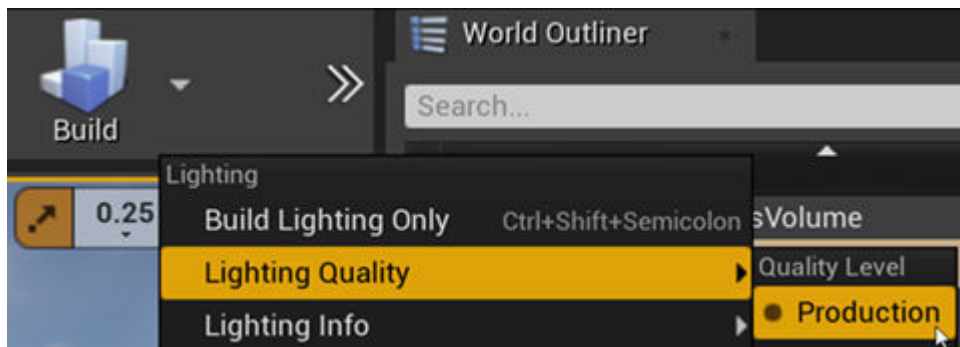 World Outliner
Search...
Build
Lighting
0.25
Build Lighting Only Ctrl+Shift+Semicolon
sVolume
Lighting Quality
Quality Level
Production
Lighting Info